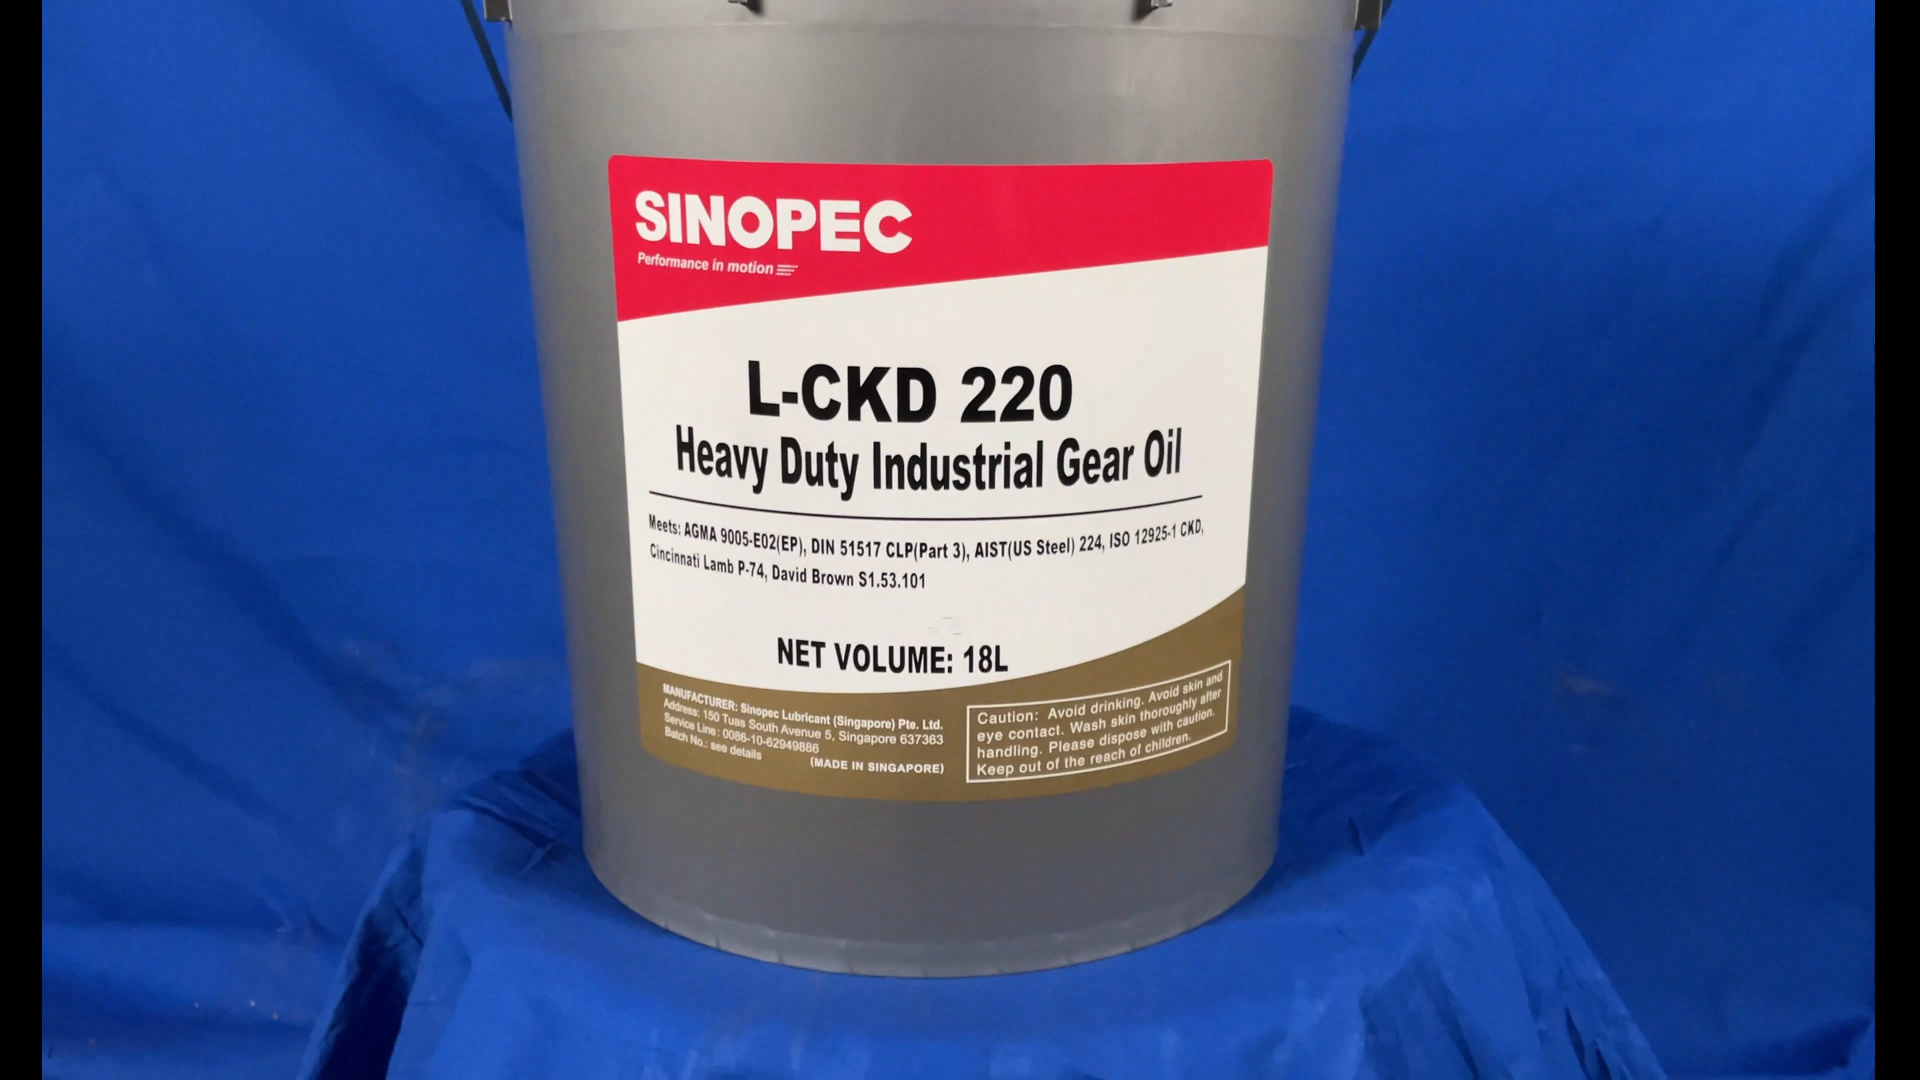 SINOPEC
Performance in motion
L-CKD 220
Heavy Duty Industrial Gear Oil
Meets: AGMA 9005-E02(EP), DIN 51517 CLP(Part 3), AIST(US Steel) 224, ISO 12925-1 CKD,
Cincinnati Lamb P-74, David Brown S1.53.101
NET VOLUME: 18L
MANUFACTURER: Sinopec Lubricant (Singapore) Pte. Ltd.
Address: 150 Tuas South Avenue 5, Singapore 637363
Service Line: 0086-10-62949886
Batch No.: see details
(MADE IN SINGAPORE)
Caution: Avoid drinking. Avoid skin and
eye contact. Wash skin thoroughly after
handling. Please dispose with caution.
Keep out of the reach of children.